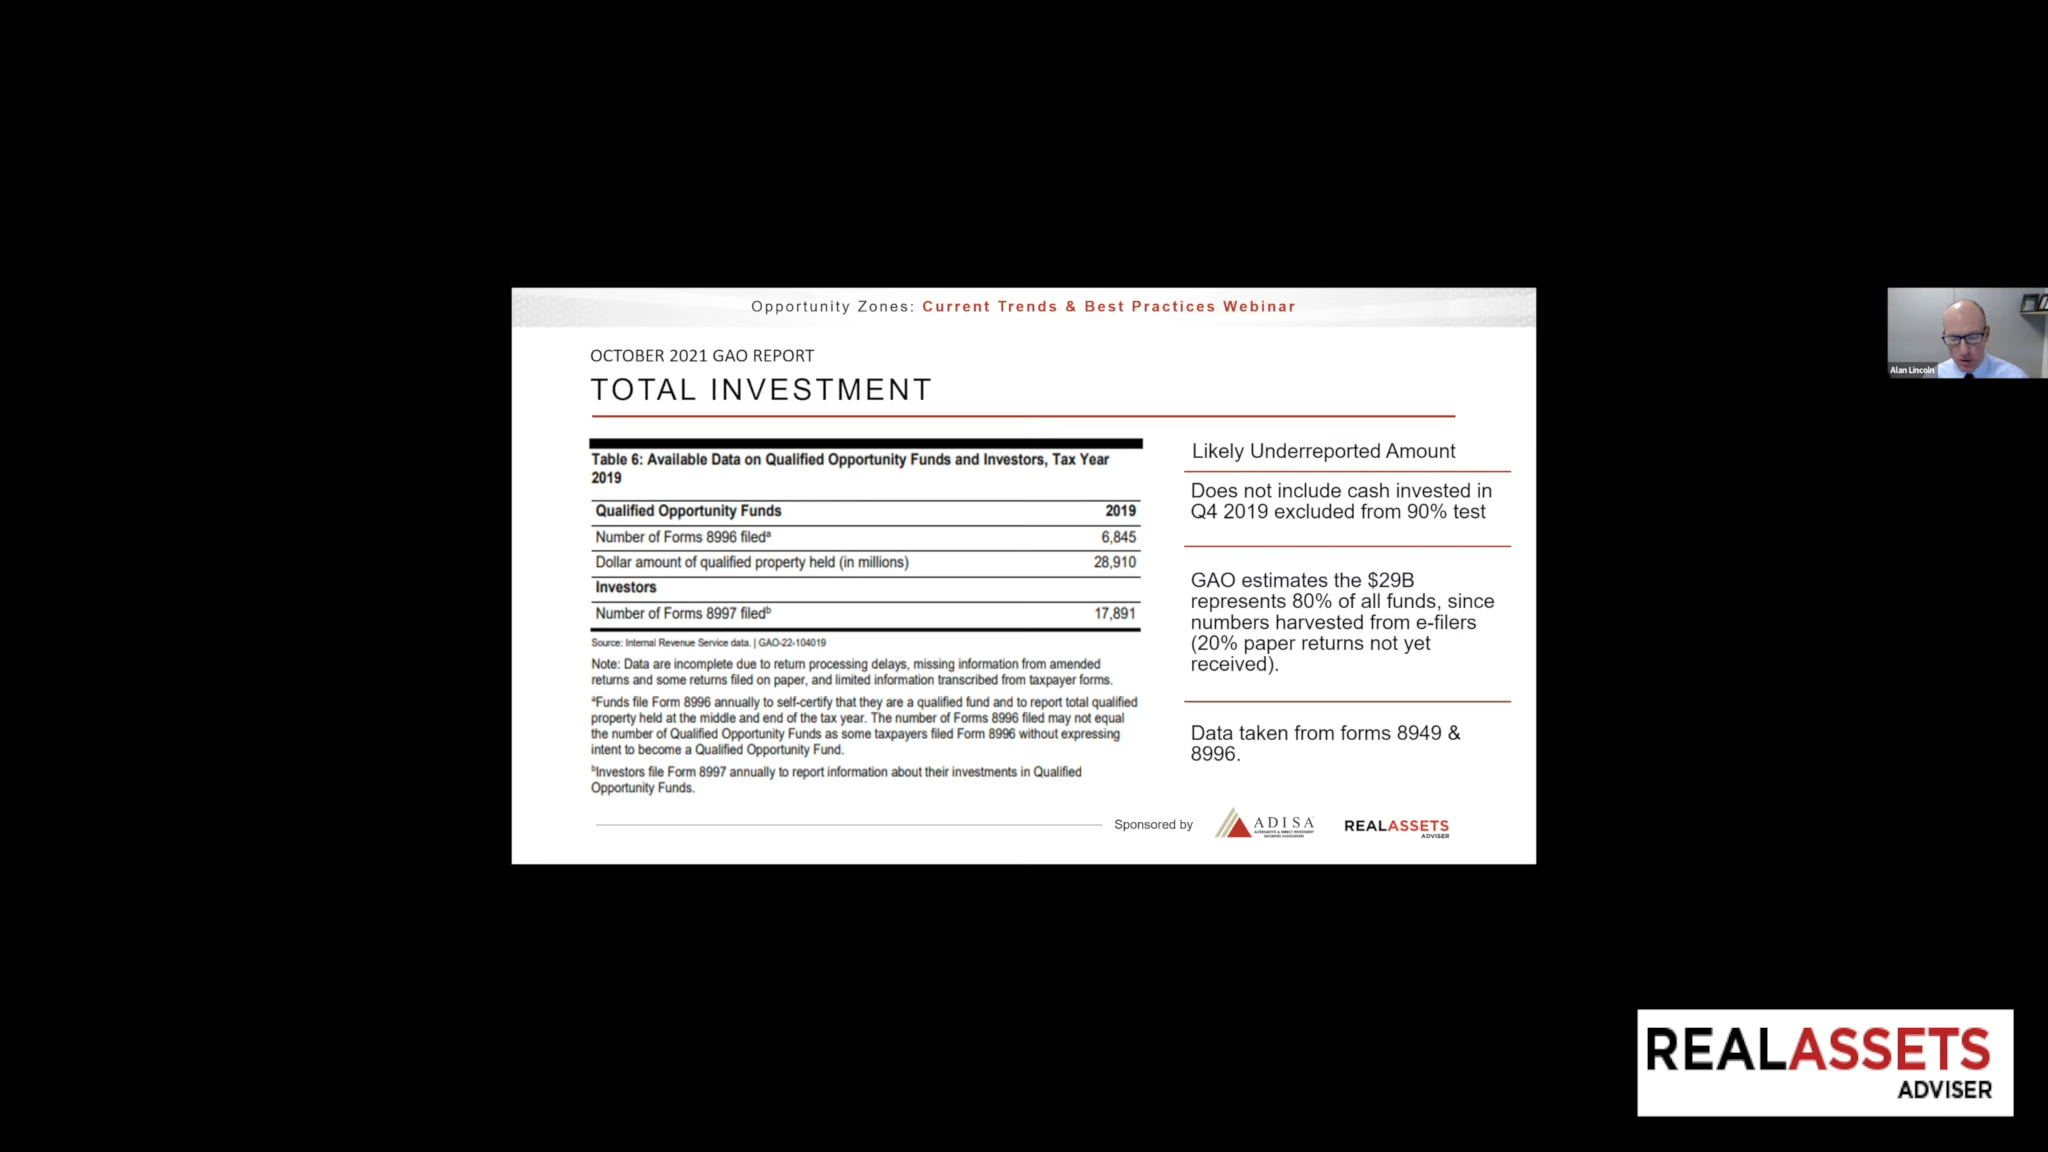 Opportunity Zones: Current Trends & Best Practices Webinar
OCTOBER 2021 GAO REPORT
TOTAL INVESTMENT
Table 6: Available Data on Qualified Opportunity Funds and Investors, Tax Year
2019
Qualified Opportunity Funds 2019
Number of Forms 8996 filedᵃ 6,845
Dollar amount of qualified property held (in millions) 28,910
Investors
Number of Forms 8997 filedᵇ 17,891
Source: Internal Revenue Service data. | GAO-22-104019
Note: Data are incomplete due to return processing delays, missing information from amended
returns and some returns filed on paper, and limited information transcribed from taxpayer forms.
ᵃFunds file Form 8996 annually to self-certify that they are a qualified fund and to report total qualified
property held at the middle and end of the tax year. The number of Forms 8996 filed may not equal
the number of Qualified Opportunity Funds as some taxpayers filed Form 8996 without expressing
intent to become a Qualified Opportunity Fund.
ᵇInvestors file Form 8997 annually to report information about their investments in Qualified
Opportunity Funds.
Likely Underreported Amount
Does not include cash invested in
Q4 2019 excluded from 90% test
GAO estimates the $29B
represents 80% of all funds, since
numbers harvested from e-filers
(20% paper returns not yet
received).
Data taken from forms 8949 &
8996.
Sponsored by
ADISA
ALTERNATIVE & DIRECT INVESTMENT
SECURITIES ASSOCIATION
REALASSETS
ADVISER
Alan Lincoln
REALASSETS
ADVISER